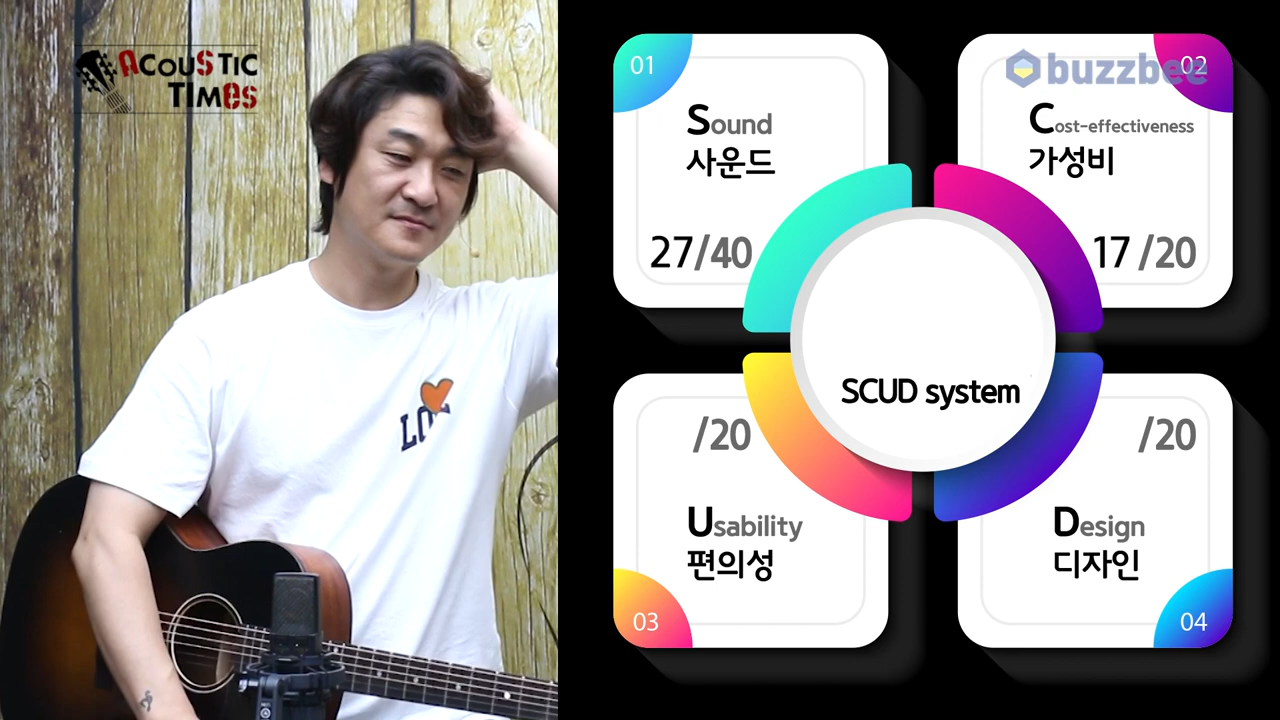 ACOUSTIC
TIMES
01
Sound
사운드
27/40
buzzbee
02
Cost-effectiveness
가성비
17 /20
SCUD system
/20
Usability
편의성
03
/20
Design
디자인
04